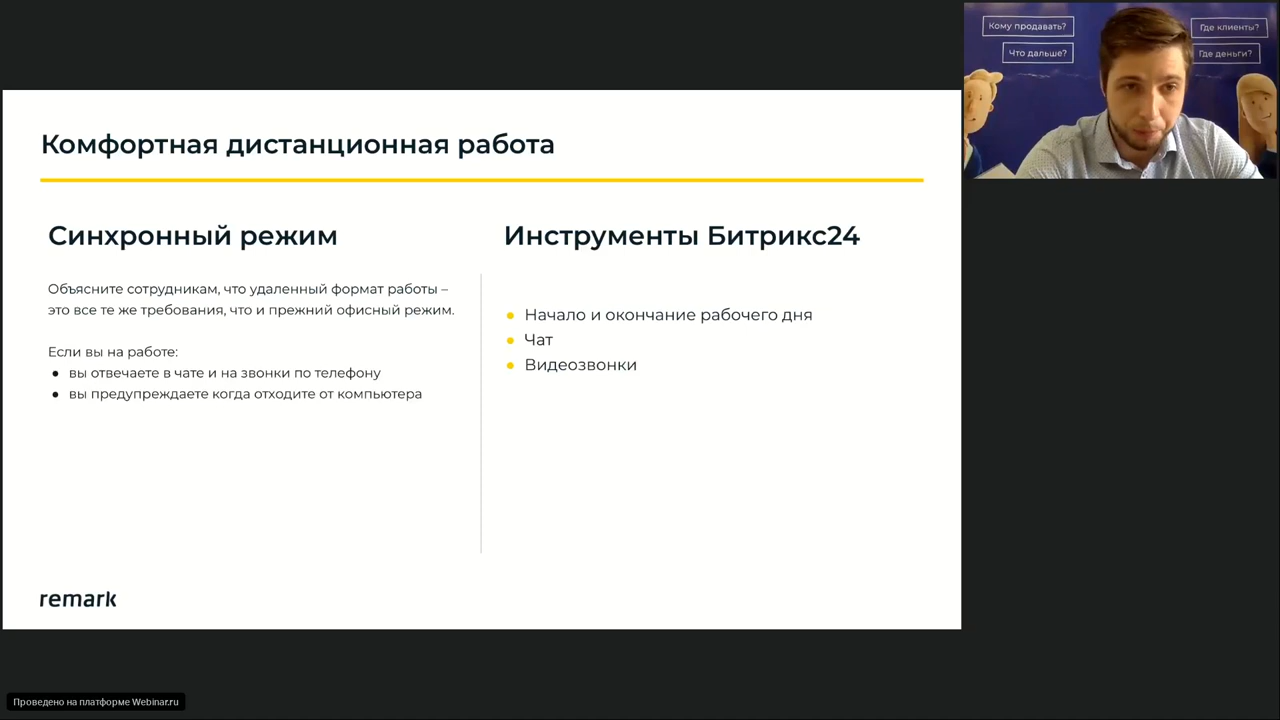 Комфортная дистанционная работа
Синхронный режим
Объясните сотрудникам, что удаленный формат работы –
это все те же требования, что и прежний офисный режим.
Если вы на работе:
● вы отвечаете в чате и на звонки по телефону
● вы предупреждаете когда отходите от компьютера
Инструменты Битрикс24
● Начало и окончание рабочего дня
● Чат
● Видеозвонки
remark
Кому продавать?
Что дальше?
Где клиенты?
Где деньги?
Проведено на платформе Webinar.ru